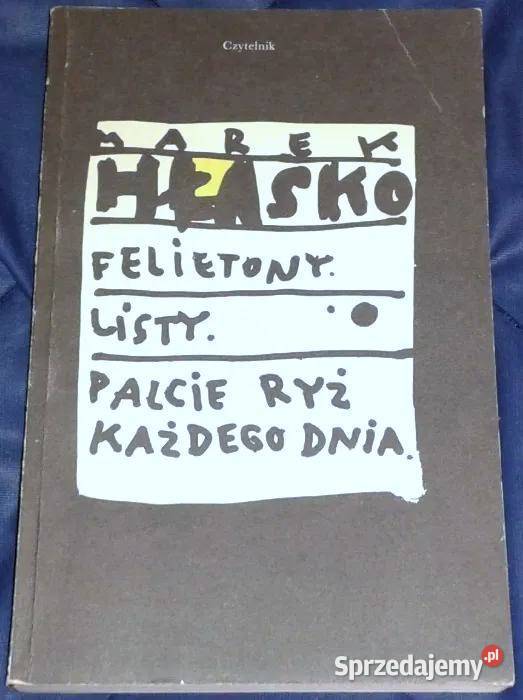 Czytelnik
MAREK
HŁASKO
FELIETONY.
LISTY.
PALCIE RYŻ
KAŻDEGO DNIA.
Sprzedajemy.pl